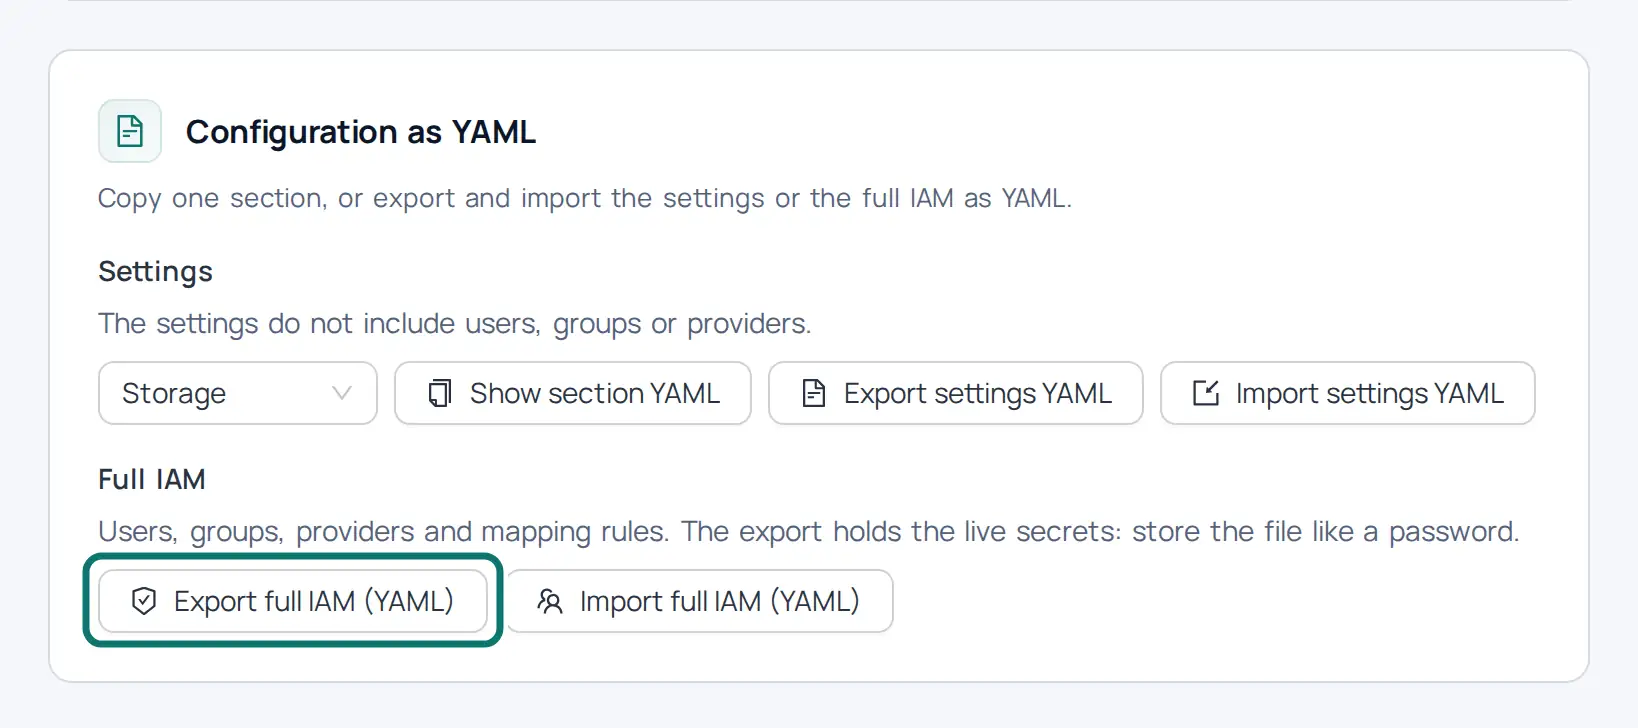 Configuration as YAML
Copy one section, or export and import the settings or the full IAM as YAML.
Settings
The settings do not include users, groups or providers.
Storage Show section YAML Export settings YAML Import settings YAML
Full IAM
Users, groups, providers and mapping rules. The export holds the live secrets: store the file like a password.
Export full IAM (YAML) Import full IAM (YAML)